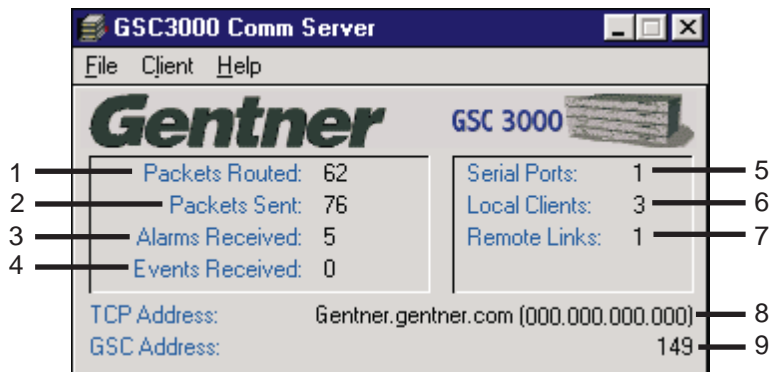 GSC3000 Comm Server
File Client Help
Gentner GSC 3000
1 Packets Routed: 62
2 Packets Sent: 76
3 Alarms Received: 5
4 Events Received: 0
Serial Ports: 1 5
Local Clients: 3 6
Remote Links: 1 7
TCP Address: Gentner.gentner.com (000.000.000.000) 8
GSC Address: 149 9